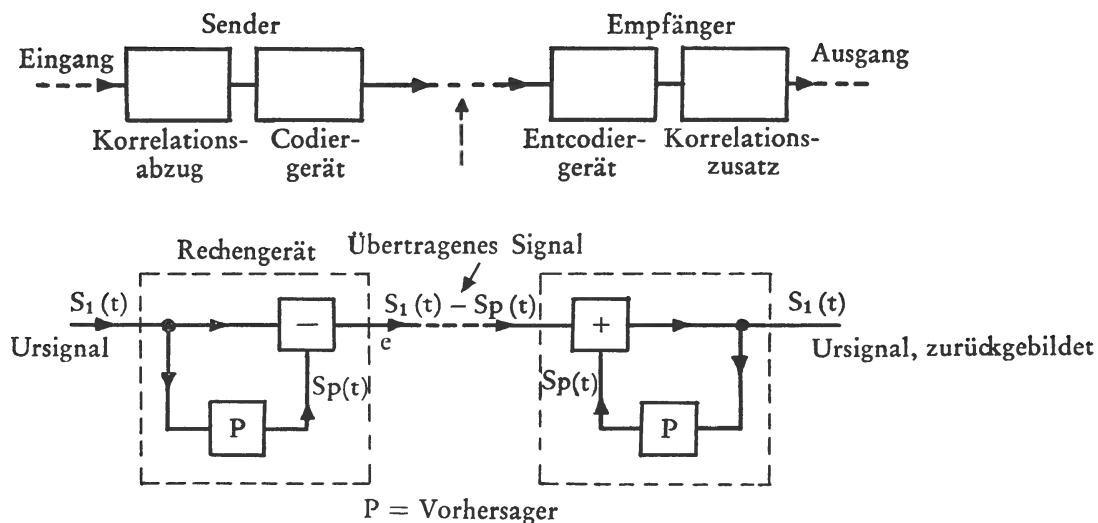 Sender
Empfänger
Eingang
Ausgang
Korrelations-
abzug
Codier-
gerät
Entcodier-
gerät
Korrelations-
zusatz
Rechengerät
Übertragenes Signal
S₁(t)
S₁(t) – Sp(t)
S₁(t)
–
+
Ursignal
e
Ursignal, zurückgebildet
Sp(t)
Sp(t)
P
P
P = Vorhersager